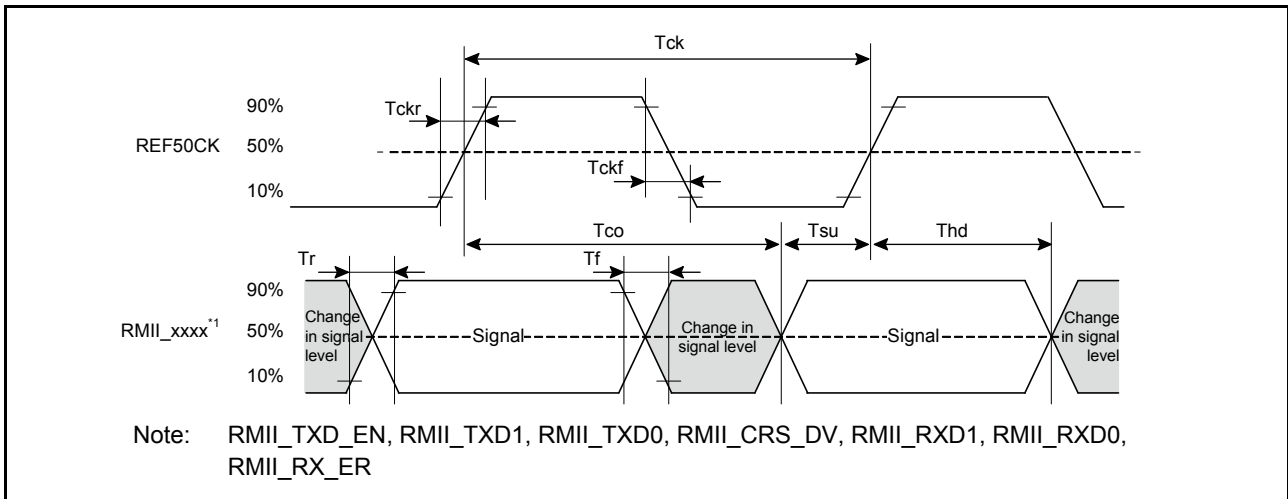 Tck
90%
Tckr
REF50CK
50%
Tckf
10%
Tco
Tsu
Thd
Tr
Tf
90%
RMII_xxxx*1
50%
10%
Change
in signal
level
Signal
Change in
signal level
Signal
Change
in signal
level
Note: RMII_TXD_EN, RMII_TXD1, RMII_TXD0, RMII_CRS_DV, RMII_RXD1, RMII_RXD0,
RMII_RX_ER